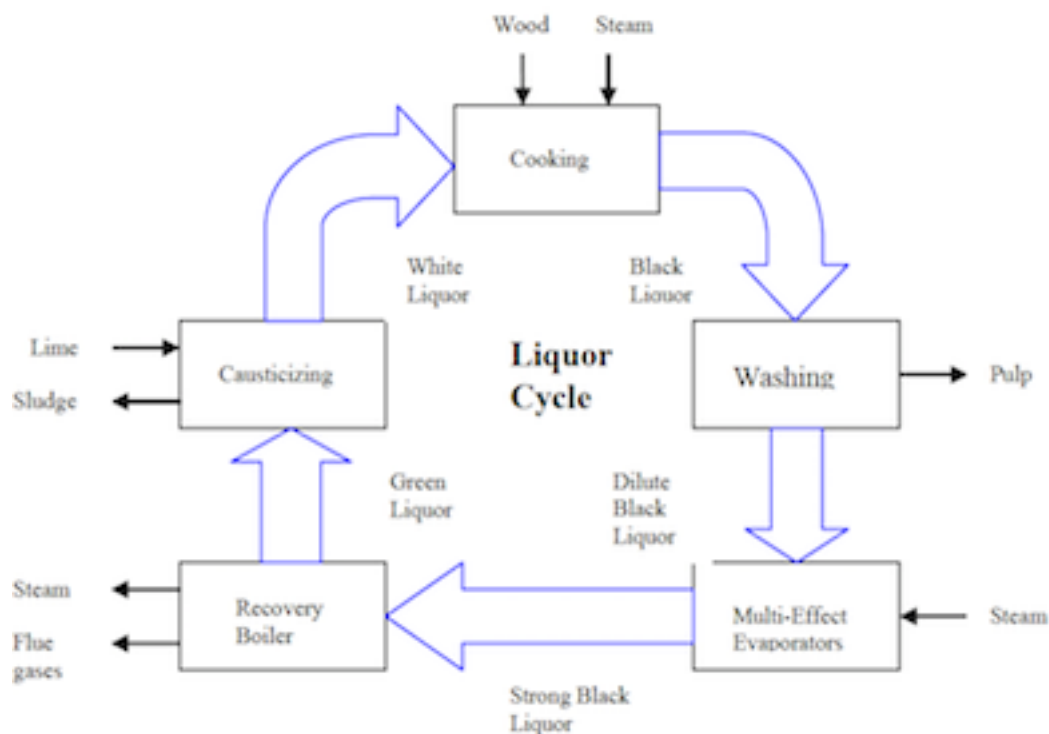 Wood
Steam
Cooking
White
Liquor
Black
Liquor
Lime
Sludge
Causticizing
Liquor
Cycle
Washing
Pulp
Green
Liquor
Dilute
Black
Liquor
Steam
Flue
gases
Recovery
Boiler
Multi-Effect
Evaporators
Steam
Strong Black
Liquor